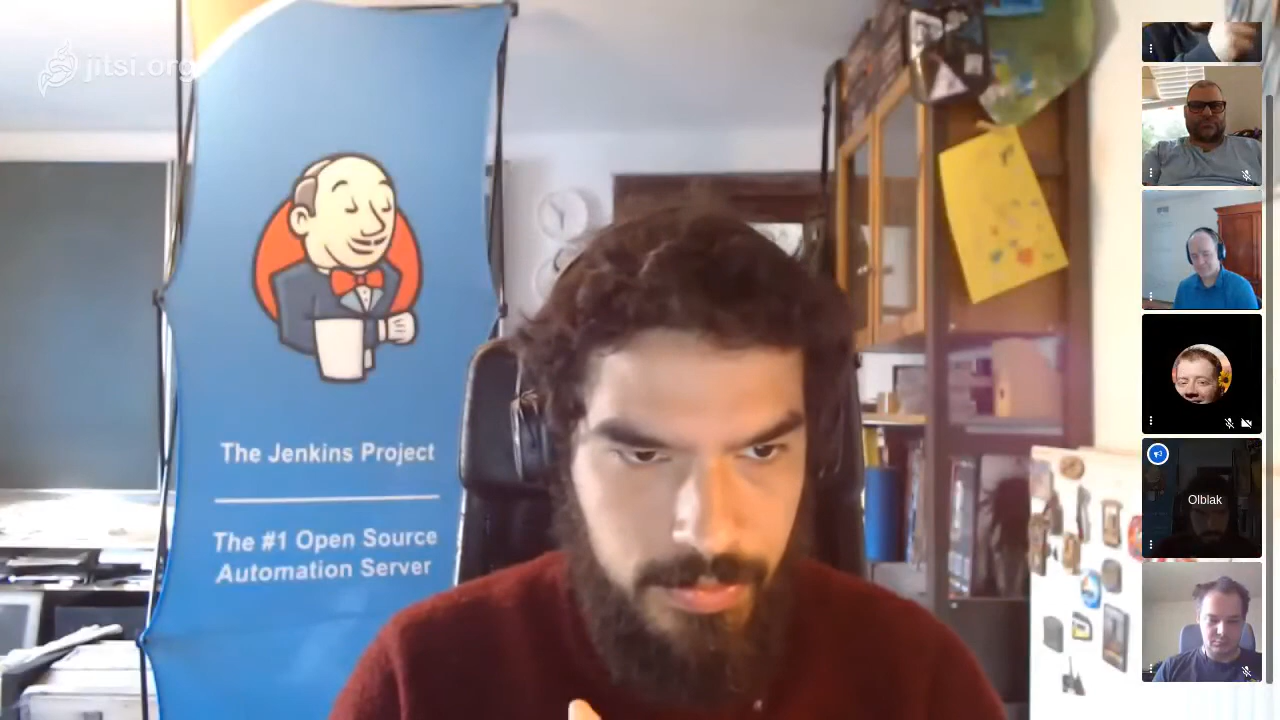 jitsi.org
The Jenkins Project
The #1 Open Source
Automation Server
Olblak